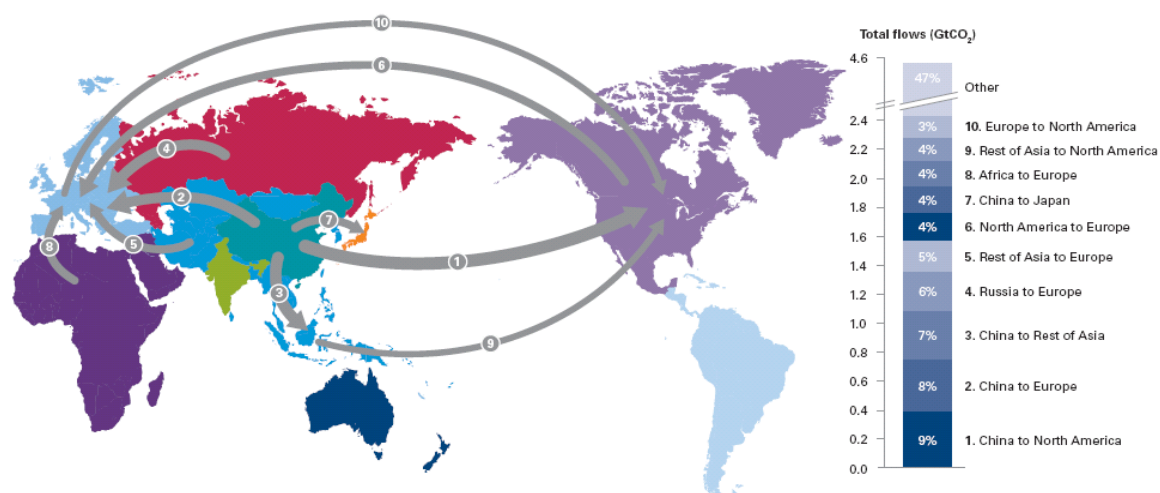 10
6
4
2
7
5
8
1
3
9
Total flows (GtCO₂)
4.6
47% Other
2.4
3% 10. Europe to North America
2.2
4% 9. Rest of Asia to North America
2.0
4% 8. Africa to Europe
1.8
4% 7. China to Japan
1.6
4% 6. North America to Europe
1.4
5% 5. Rest of Asia to Europe
1.2
6% 4. Russia to Europe
1.0
7% 3. China to Rest of Asia
0.8
0.6
8% 2. China to Europe
0.4
0.2
9% 1. China to North America
0.0